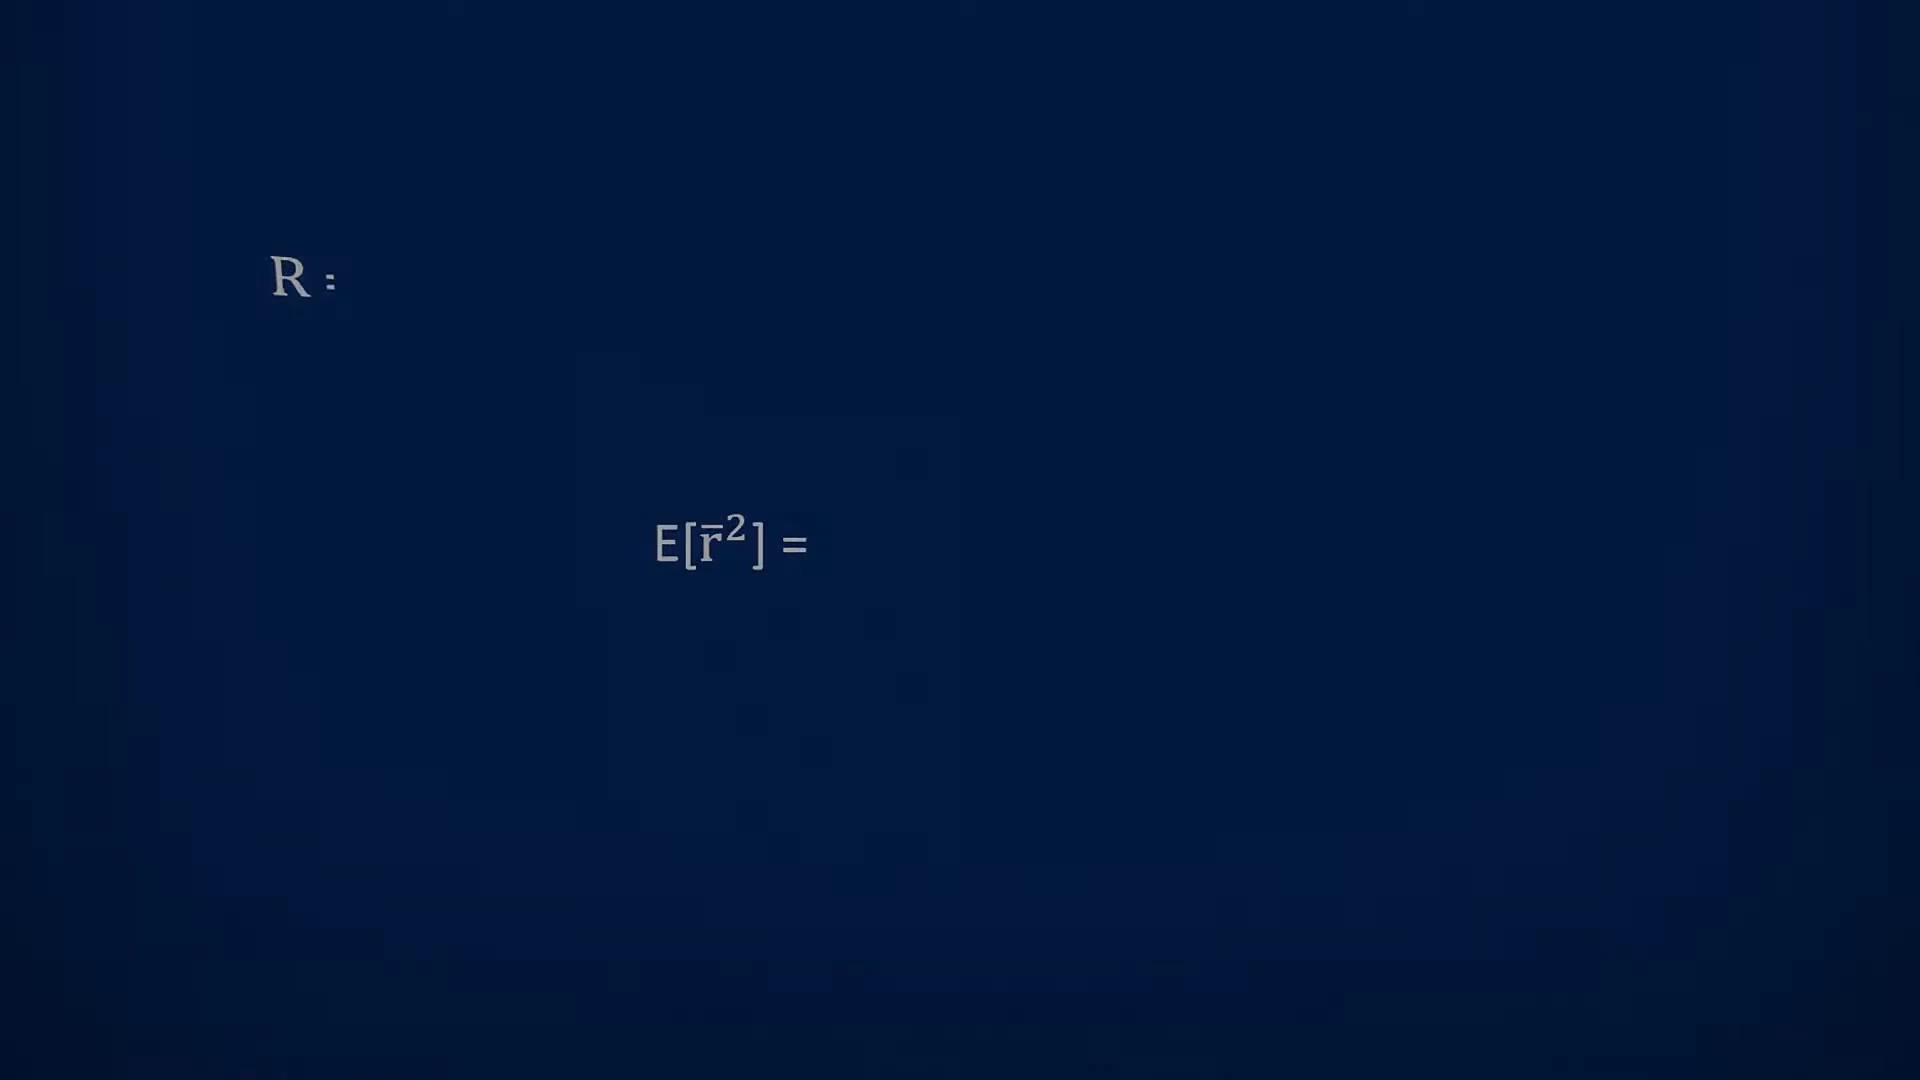 R :
E[r̄²] =